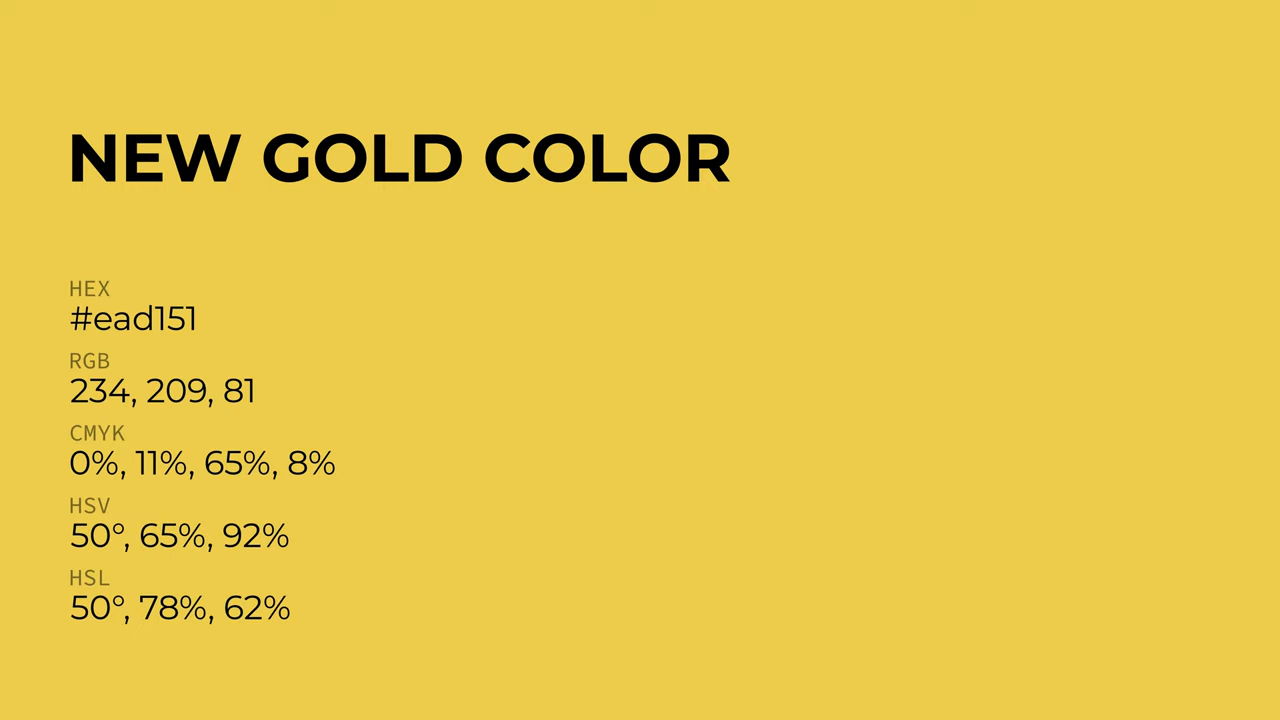 NEW GOLD COLOR
HEX
#ead151
RGB
234, 209, 81
CMYK
0%, 11%, 65%, 8%
HSV
50°, 65%, 92%
HSL
50°, 78%, 62%